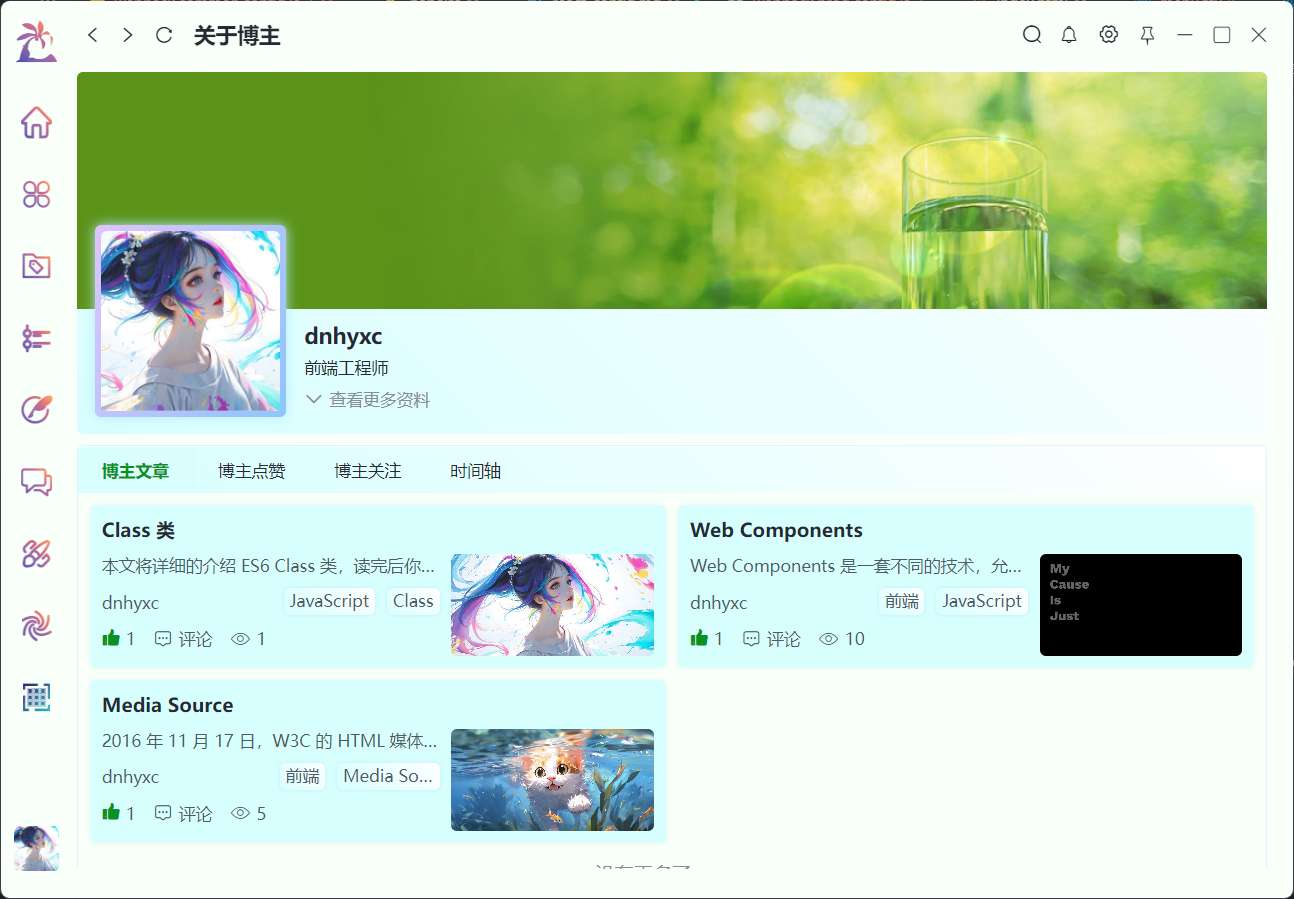 关于博主
dnhyxc
前端工程师
查看更多资料
博主文章 博主点赞 博主关注 时间轴
Class 类
本文将详细的介绍 ES6 Class 类，读完后你...
dnhyxc JavaScript Class
1 评论 1
Web Components
Web Components 是一套不同的技术，允...
dnhyxc 前端 JavaScript
1 评论 10
My
Cause
Is
Just
Media Source
2016 年 11 月 17 日，W3C 的 HTML 媒体...
dnhyxc 前端 Media So...
1 评论 5